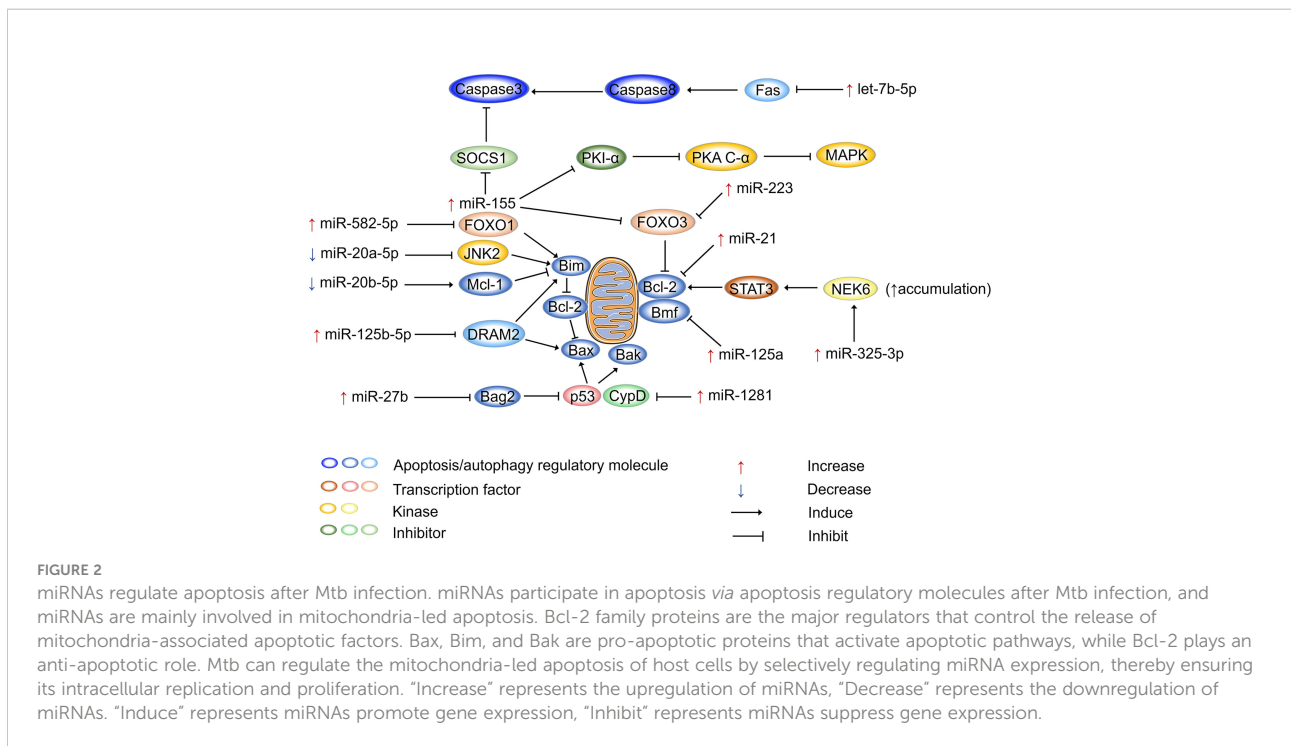 Caspase3 Caspase8 Fas ↑ let-7b-5p
SOCS1 PKI-α PKA C-α MAPK
↑ miR-155 ↑ miR-223
↑ miR-582-5p FOXO1 FOXO3
↑ miR-21
↓ miR-20a-5p JNK2 Bim
↓ miR-20b-5p Mcl-1 Bcl-2 STAT3 NEK6 (↑accumulation)
Bcl-2 Bmf
↑ miR-125b-5p DRAM2 Bax Bak ↑ miR-125a ↑ miR-325-3p
↑ miR-27b Bag2 p53 CypD ↑ miR-1281
Apoptosis/autophagy regulatory molecule ↑ Increase
Transcription factor ↓ Decrease
Kinase Induce
Inhibitor Inhibit
FIGURE 2
miRNAs regulate apoptosis after Mtb infection. miRNAs participate in apoptosis via apoptosis regulatory molecules after Mtb infection, and
miRNAs are mainly involved in mitochondria-led apoptosis. Bcl-2 family proteins are the major regulators that control the release of
mitochondria-associated apoptotic factors. Bax, Bim, and Bak are pro-apoptotic proteins that activate apoptotic pathways, while Bcl-2 plays an
anti-apoptotic role. Mtb can regulate the mitochondria-led apoptosis of host cells by selectively regulating miRNA expression, thereby ensuring
its intracellular replication and proliferation. “Increase” represents the upregulation of miRNAs, “Decrease” represents the downregulation of
miRNAs. “Induce” represents miRNAs promote gene expression, “Inhibit” represents miRNAs suppress gene expression.